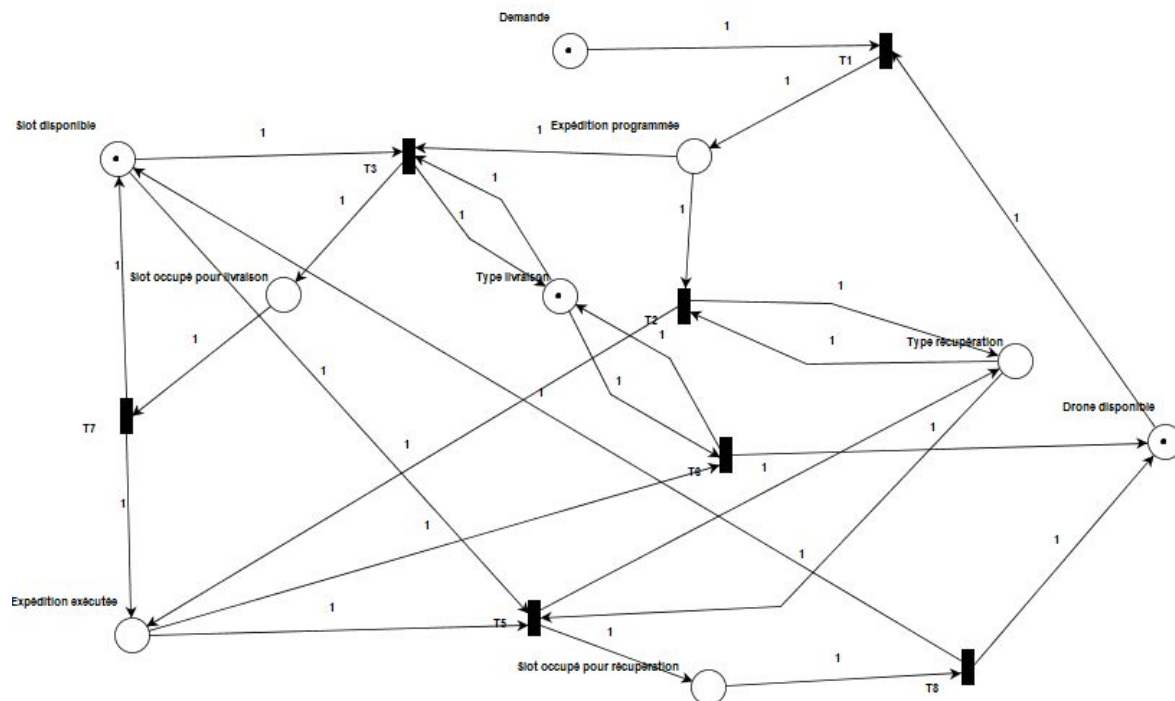 Demande
1
T1
1
Slot disponible
1
Expédition programmée
1
T3
1
1
1
1
1
Slot occupé pour livraison
Type livraison
1
T2
1
1
Type récupération
1
1
1
1
1
Drone disponible
T7
1
1
T6
1
1
1
1
Expédition exécutée
1
T5
1
1
1
Slot occupé pour récupération
1
T8